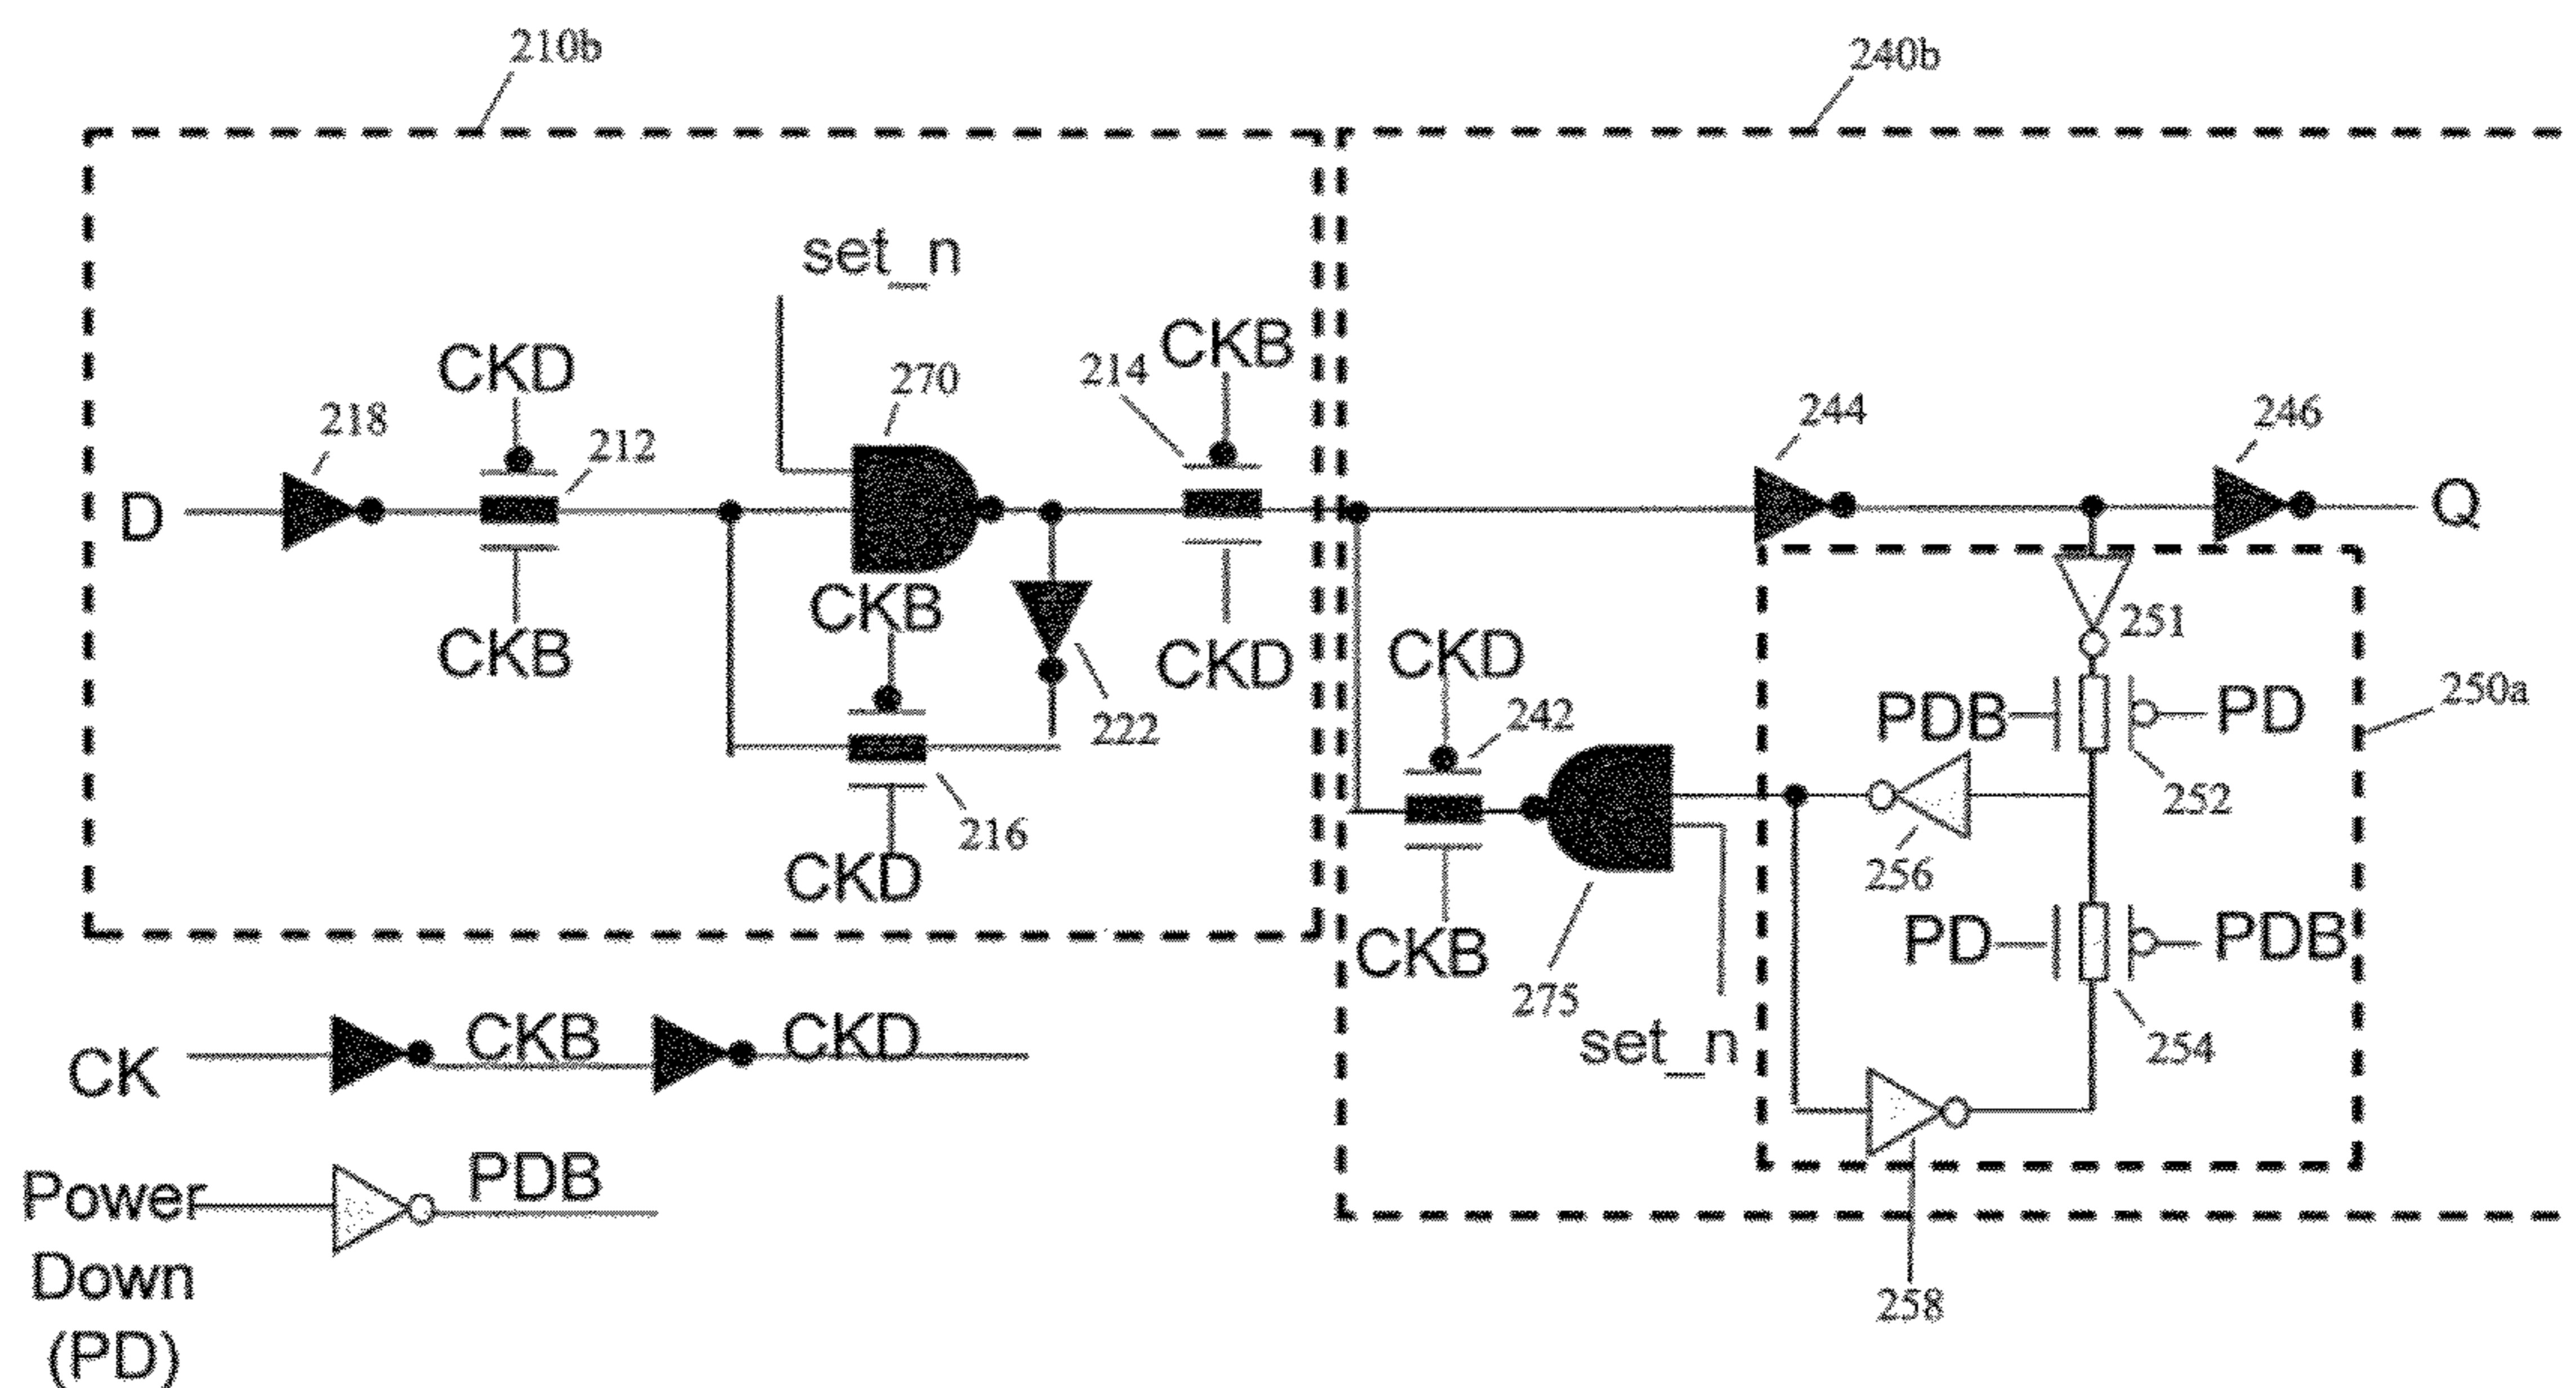 210b
240b
set_n
CKD
218
212
270
214
CKB
244
246
D
Q
CKB
CKB
CKD
222
216
CKD
CKD
242
CKB
275
set_n
251
PDB
PD
252
250a
256
PD
PDB
254
258
CK
CKB
CKD
Power
Down
(PD)
PDB